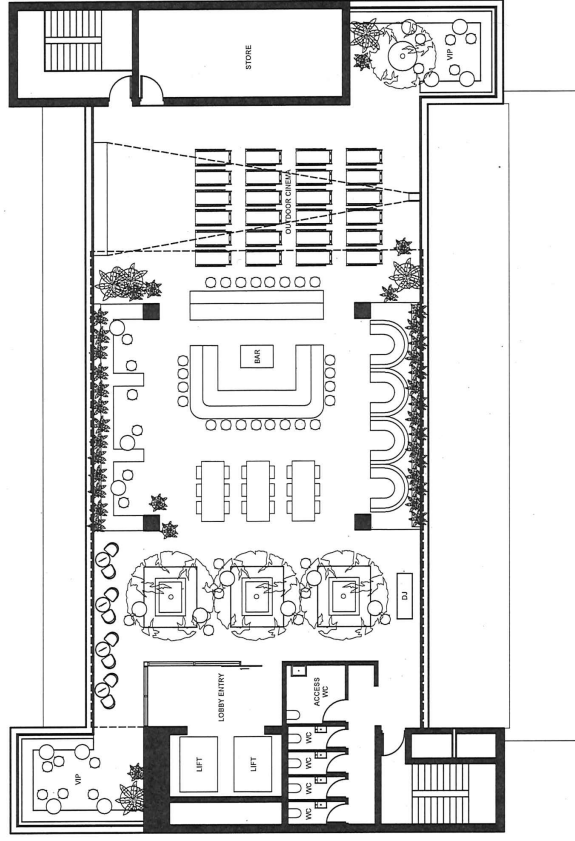 STORE
VIP
OUTDOOR CINEMA
BAR
DJ
LOBBY ENTRY
ACCESS
WC
LIFT
LIFT
WC
WC
WC
WC
VIP